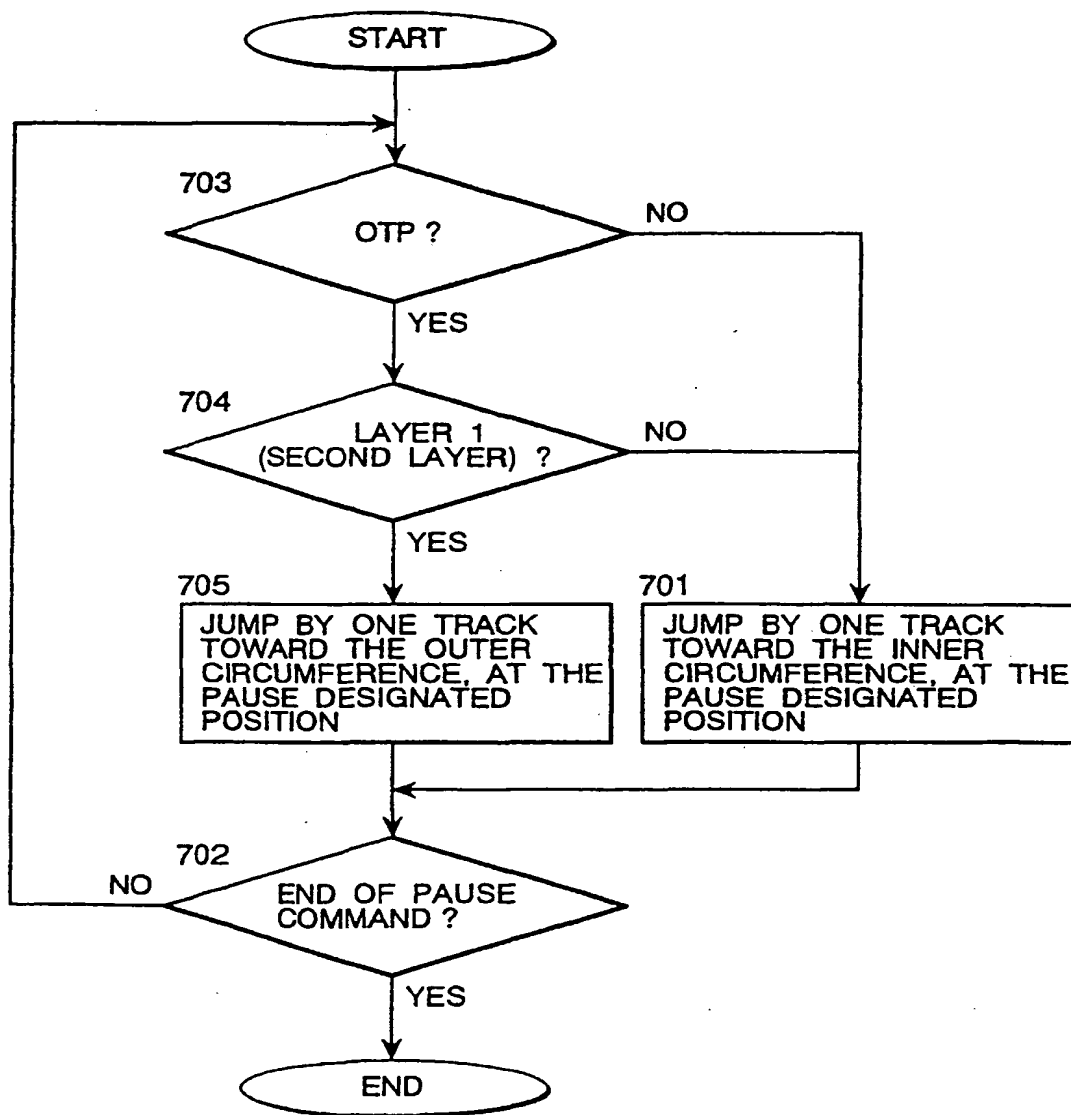 START
703
OTP ?
NO
YES
704
LAYER 1
(SECOND LAYER) ?
NO
YES
705
JUMP BY ONE TRACK
TOWARD THE OUTER
CIRCUMFERENCE, AT THE
PAUSE DESIGNATED
POSITION
701
JUMP BY ONE TRACK
TOWARD THE INNER
CIRCUMFERENCE, AT THE
PAUSE DESIGNATED
POSITION
702
NO
END OF PAUSE
COMMAND ?
YES
END